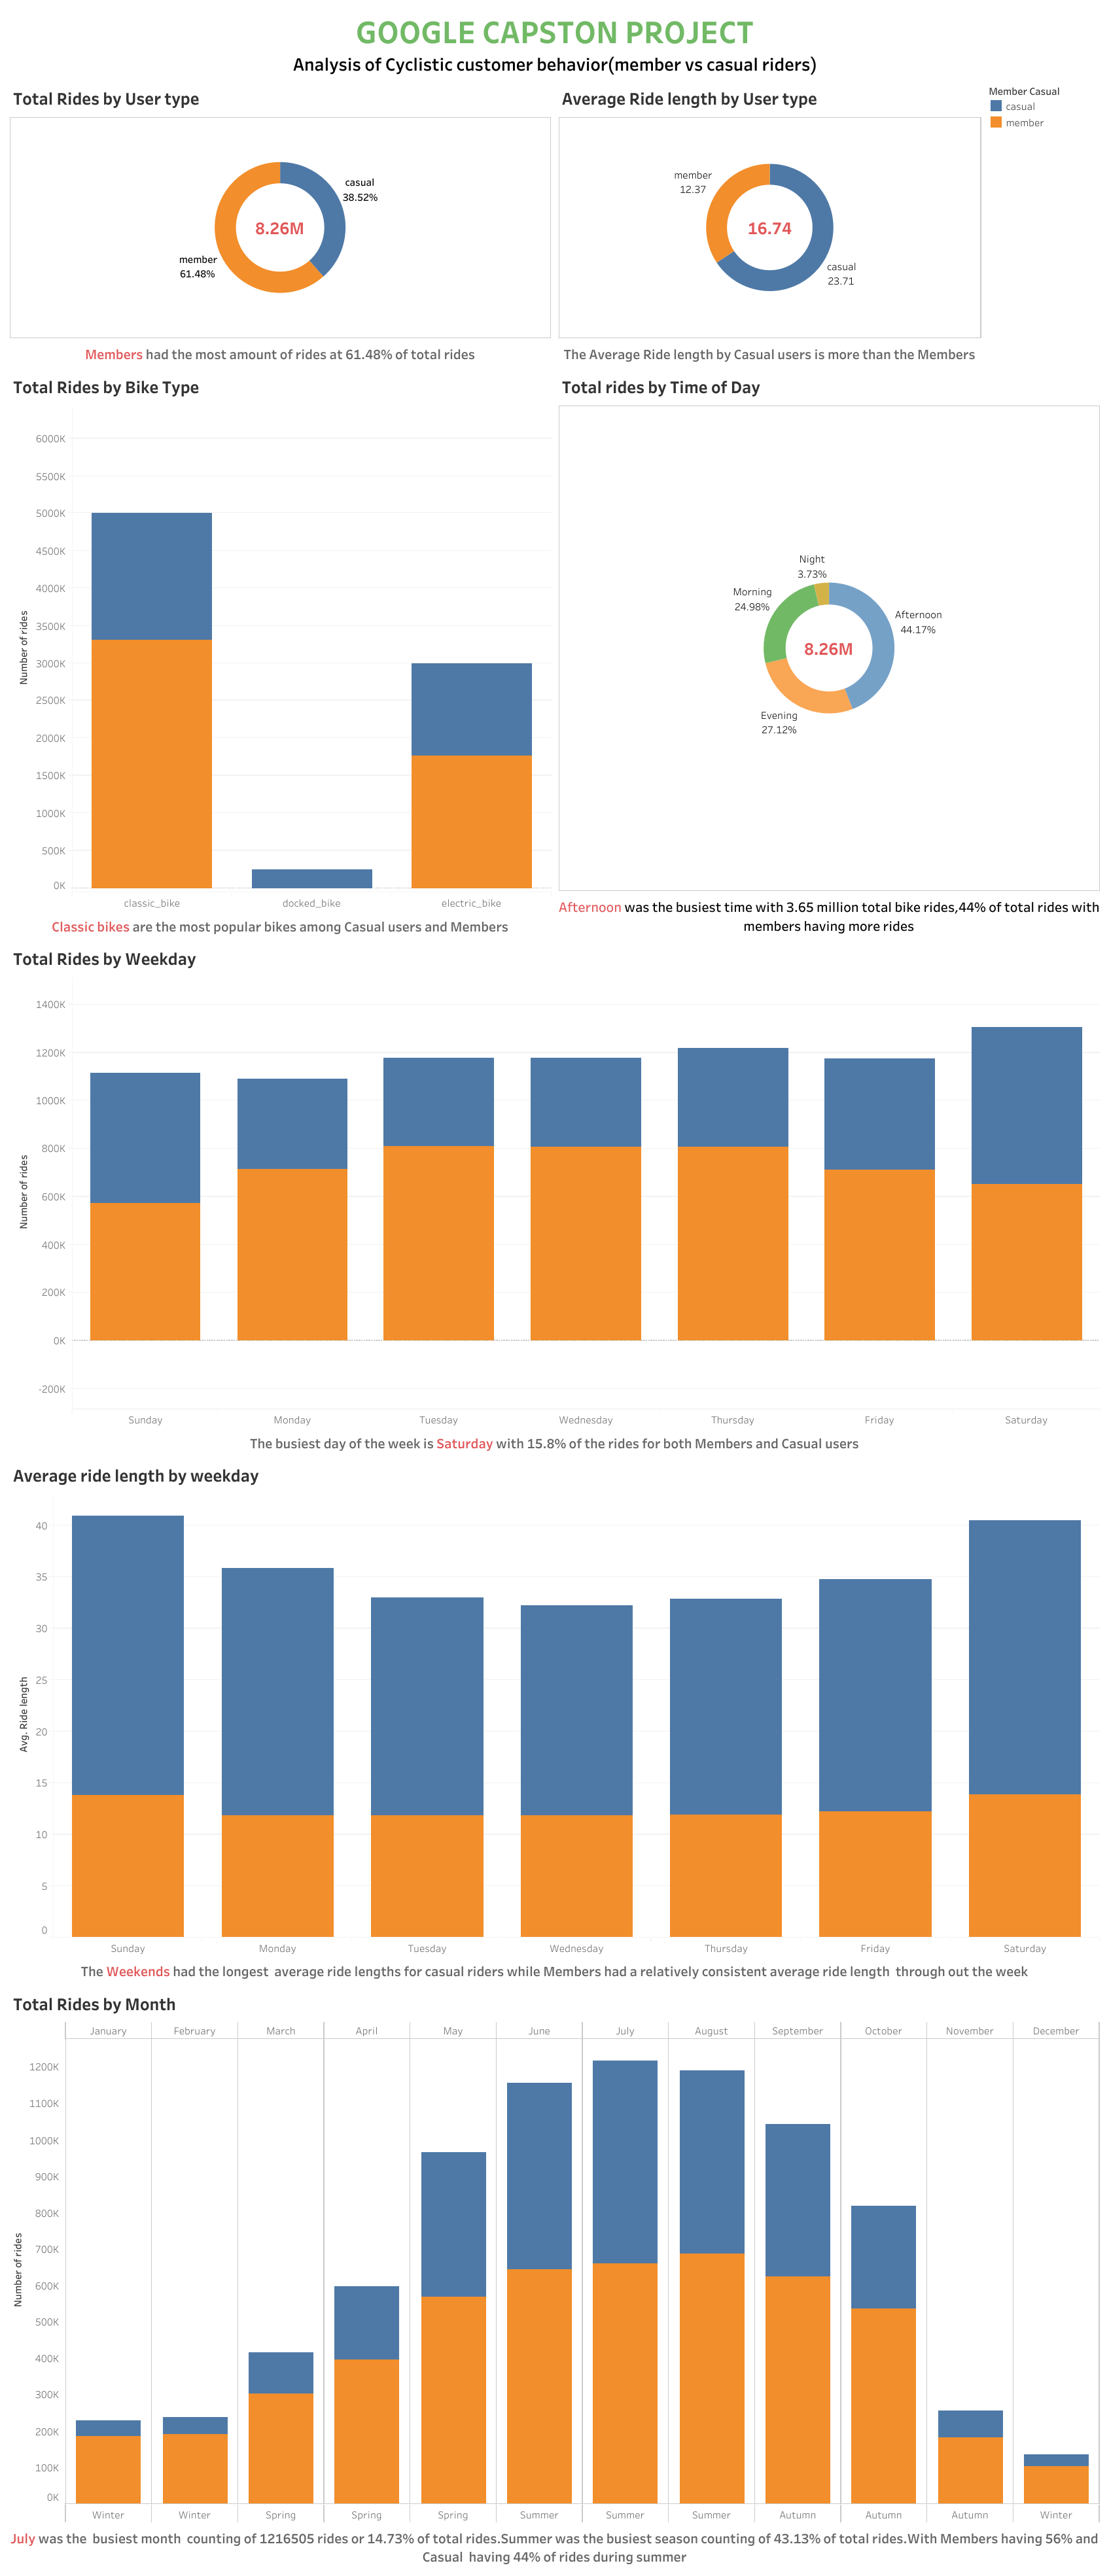 GOOGLE CAPSTON PROJECT
Analysis of Cyclistic customer behavior(member vs casual riders)
Total Rides by User type
casual
38.52%
8.26M
member
61.48%
Members had the most amount of rides at 61.48% of total rides
Average Ride length by User type
member
12.37
16.74
casual
23.71
The Average Ride length by Casual users is more than the Members
Member Casual
casual
member
Total Rides by Bike Type
Number of rides
6000K
5500K
5000K
4500K
4000K
3500K
3000K
2500K
2000K
1500K
1000K
500K
0K
classic_bike docked_bike electric_bike
Classic bikes are the most popular bikes among Casual users and Members
Total rides by Time of Day
Night
3.73%
Morning
24.98%
Afternoon
44.17%
8.26M
Evening
27.12%
Afternoon was the busiest time with 3.65 million total bike rides,44% of total rides with
members having more rides
Total Rides by Weekday
Number of rides
1400K
1200K
1000K
800K
600K
400K
200K
0K
-200K
Sunday Monday Tuesday Wednesday Thursday Friday Saturday
The busiest day of the week is Saturday with 15.8% of the rides for both Members and Casual users
Average ride length by weekday
Avg. Ride length
40
35
30
25
20
15
10
5
0
Sunday Monday Tuesday Wednesday Thursday Friday Saturday
The Weekends had the longest average ride lengths for casual riders while Members had a relatively consistent average ride length through out the week
Total Rides by Month
January February March April May June July August September October November December
Number of rides
1200K
1100K
1000K
900K
800K
700K
600K
500K
400K
300K
200K
100K
0K
Winter Winter Spring Spring Spring Summer Summer Summer Autumn Autumn Autumn Winter
July was the busiest month counting of 1216505 rides or 14.73% of total rides.Summer was the busiest season counting of 43.13% of total rides.With Members having 56% and
Casual having 44% of rides during summer